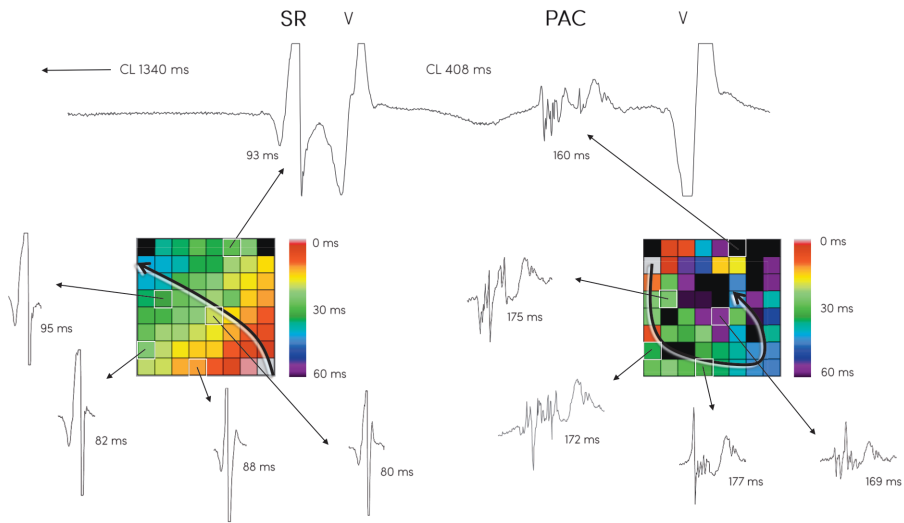 SR V PAC V
CL 1340 ms CL 408 ms
93 ms 160 ms
0 ms 0 ms
30 ms 30 ms
60 ms 60 ms
95 ms 175 ms
82 ms 172 ms
88 ms 80 ms 177 ms 169 ms